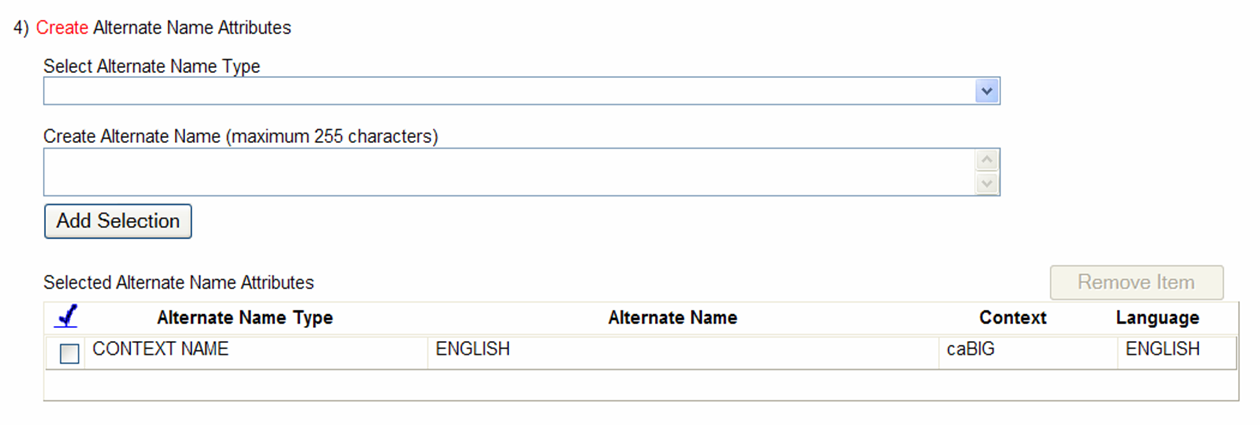 4) Create Alternate Name Attributes
Select Alternate Name Type
Create Alternate Name (maximum 255 characters)
Add Selection
Selected Alternate Name Attributes Remove Item
Alternate Name Type Alternate Name Context Language
CONTEXT NAME ENGLISH caBIG ENGLISH